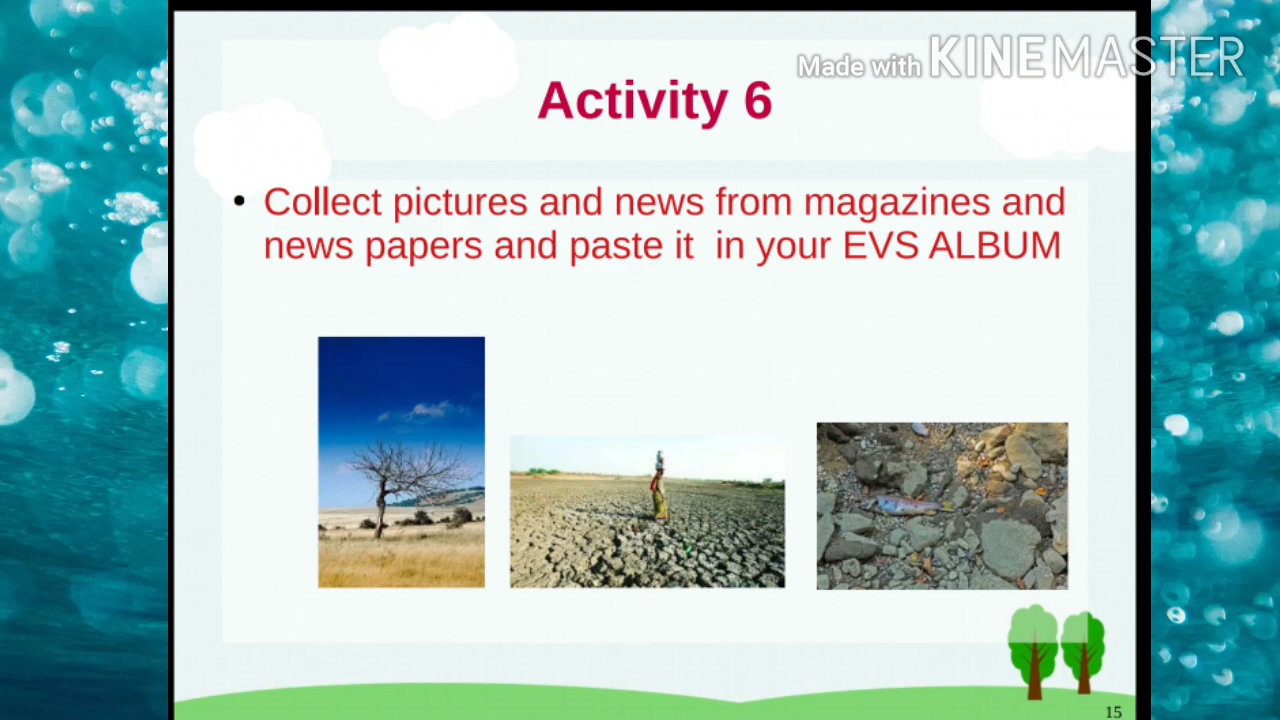 Made with KINEMASTER
Activity 6
• Collect pictures and news from magazines and
news papers and paste it in your EVS ALBUM
15